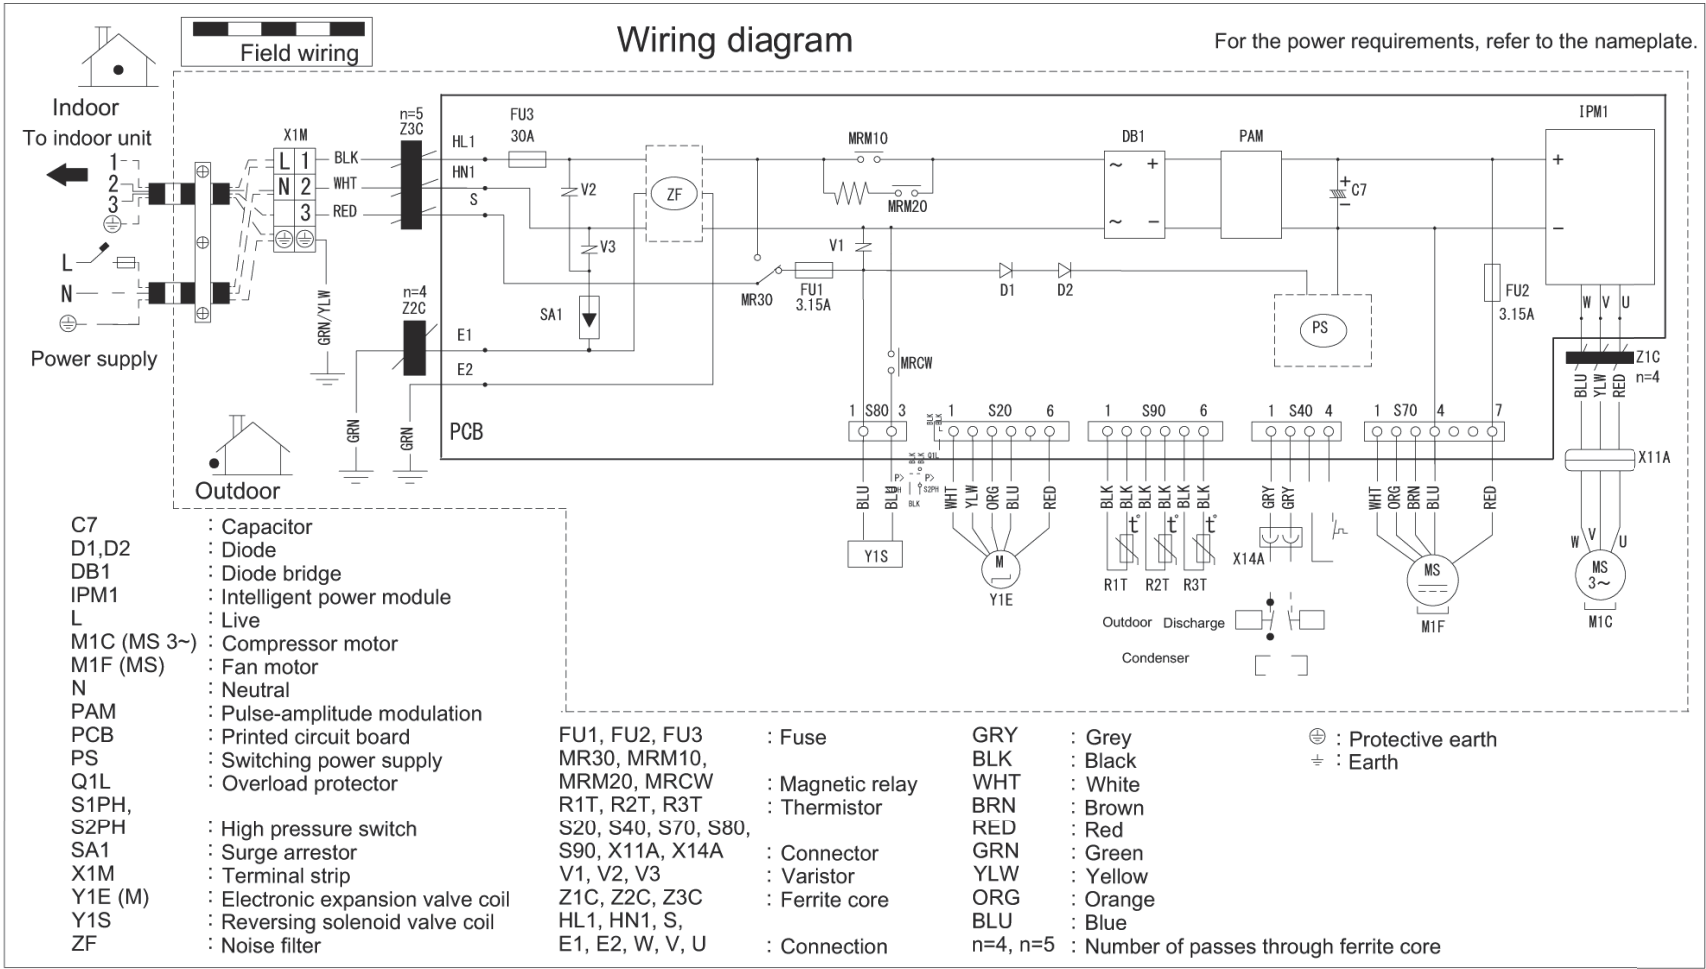 Field wiring
Wiring diagram
For the power requirements, refer to the nameplate.
Indoor
To indoor unit
1
2
3
L
N
Power supply
X1M
L 1
N 2
3
BLK
WHT
RED
GRN/YLW
n=5
Z3C
n=4
Z2C
GRN
GRN
HL1
HN1
S
E1
E2
PCB
FU3
30A
V2
V3
SA1
ZF
MRM10
MRM20
MR30
V1
FU1
3.15A
D1
D2
MRCW
DB1
~ +
~ −
PAM
+
C7
−
PS
FU2
3.15A
IPM1
+
−
W V U
Z1C
n=4
BLU YLW RED
X11A
W V U
MS
3~
M1C
1 S80 3
BLU BLU
Y1S
BLK BLK
BLK BLK Q1L
P> P>
S2PH
BLK
1 S20 6
WHT YLW ORG BLU RED
M
Y1E
1 S90 6
BLK BLK BLK BLK BLK BLK
t° t° t°
R1T R2T R3T
Outdoor Discharge
Condenser
1 S40 4
GRY GRY
X14A
1 S70 4 7
WHT ORG BRN BLU RED
MS
M1F
Outdoor
C7 : Capacitor
D1,D2 : Diode
DB1 : Diode bridge
IPM1 : Intelligent power module
L : Live
M1C (MS 3~) : Compressor motor
M1F (MS) : Fan motor
N : Neutral
PAM : Pulse-amplitude modulation
PCB : Printed circuit board
PS : Switching power supply
Q1L : Overload protector
S1PH,
S2PH : High pressure switch
SA1 : Surge arrestor
X1M : Terminal strip
Y1E (M) : Electronic expansion valve coil
Y1S : Reversing solenoid valve coil
ZF : Noise filter
FU1, FU2, FU3 : Fuse
MR30, MRM10,
MRM20, MRCW : Magnetic relay
R1T, R2T, R3T : Thermistor
S20, S40, S70, S80,
S90, X11A, X14A : Connector
V1, V2, V3 : Varistor
Z1C, Z2C, Z3C : Ferrite core
HL1, HN1, S,
E1, E2, W, V, U : Connection
GRY : Grey
BLK : Black
WHT : White
BRN : Brown
RED : Red
GRN : Green
YLW : Yellow
ORG : Orange
BLU : Blue
n=4, n=5 : Number of passes through ferrite core
: Protective earth
: Earth